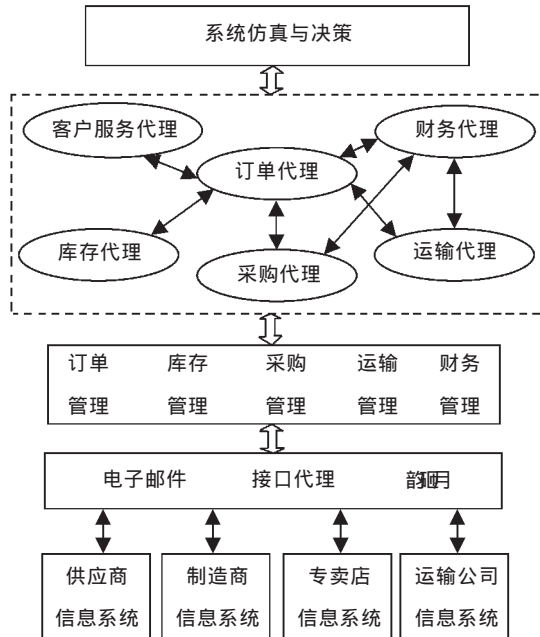 系统仿真与决策
客户服务代理
财务代理
订单代理
库存代理
运输代理
采购代理
订单 库存 采购 运输 财务
管理 管理 管理 管理 管理
电子邮件 接口代理
供应商 制造商 专卖店 运输公司
信息系统 信息系统 信息系统 信息系统